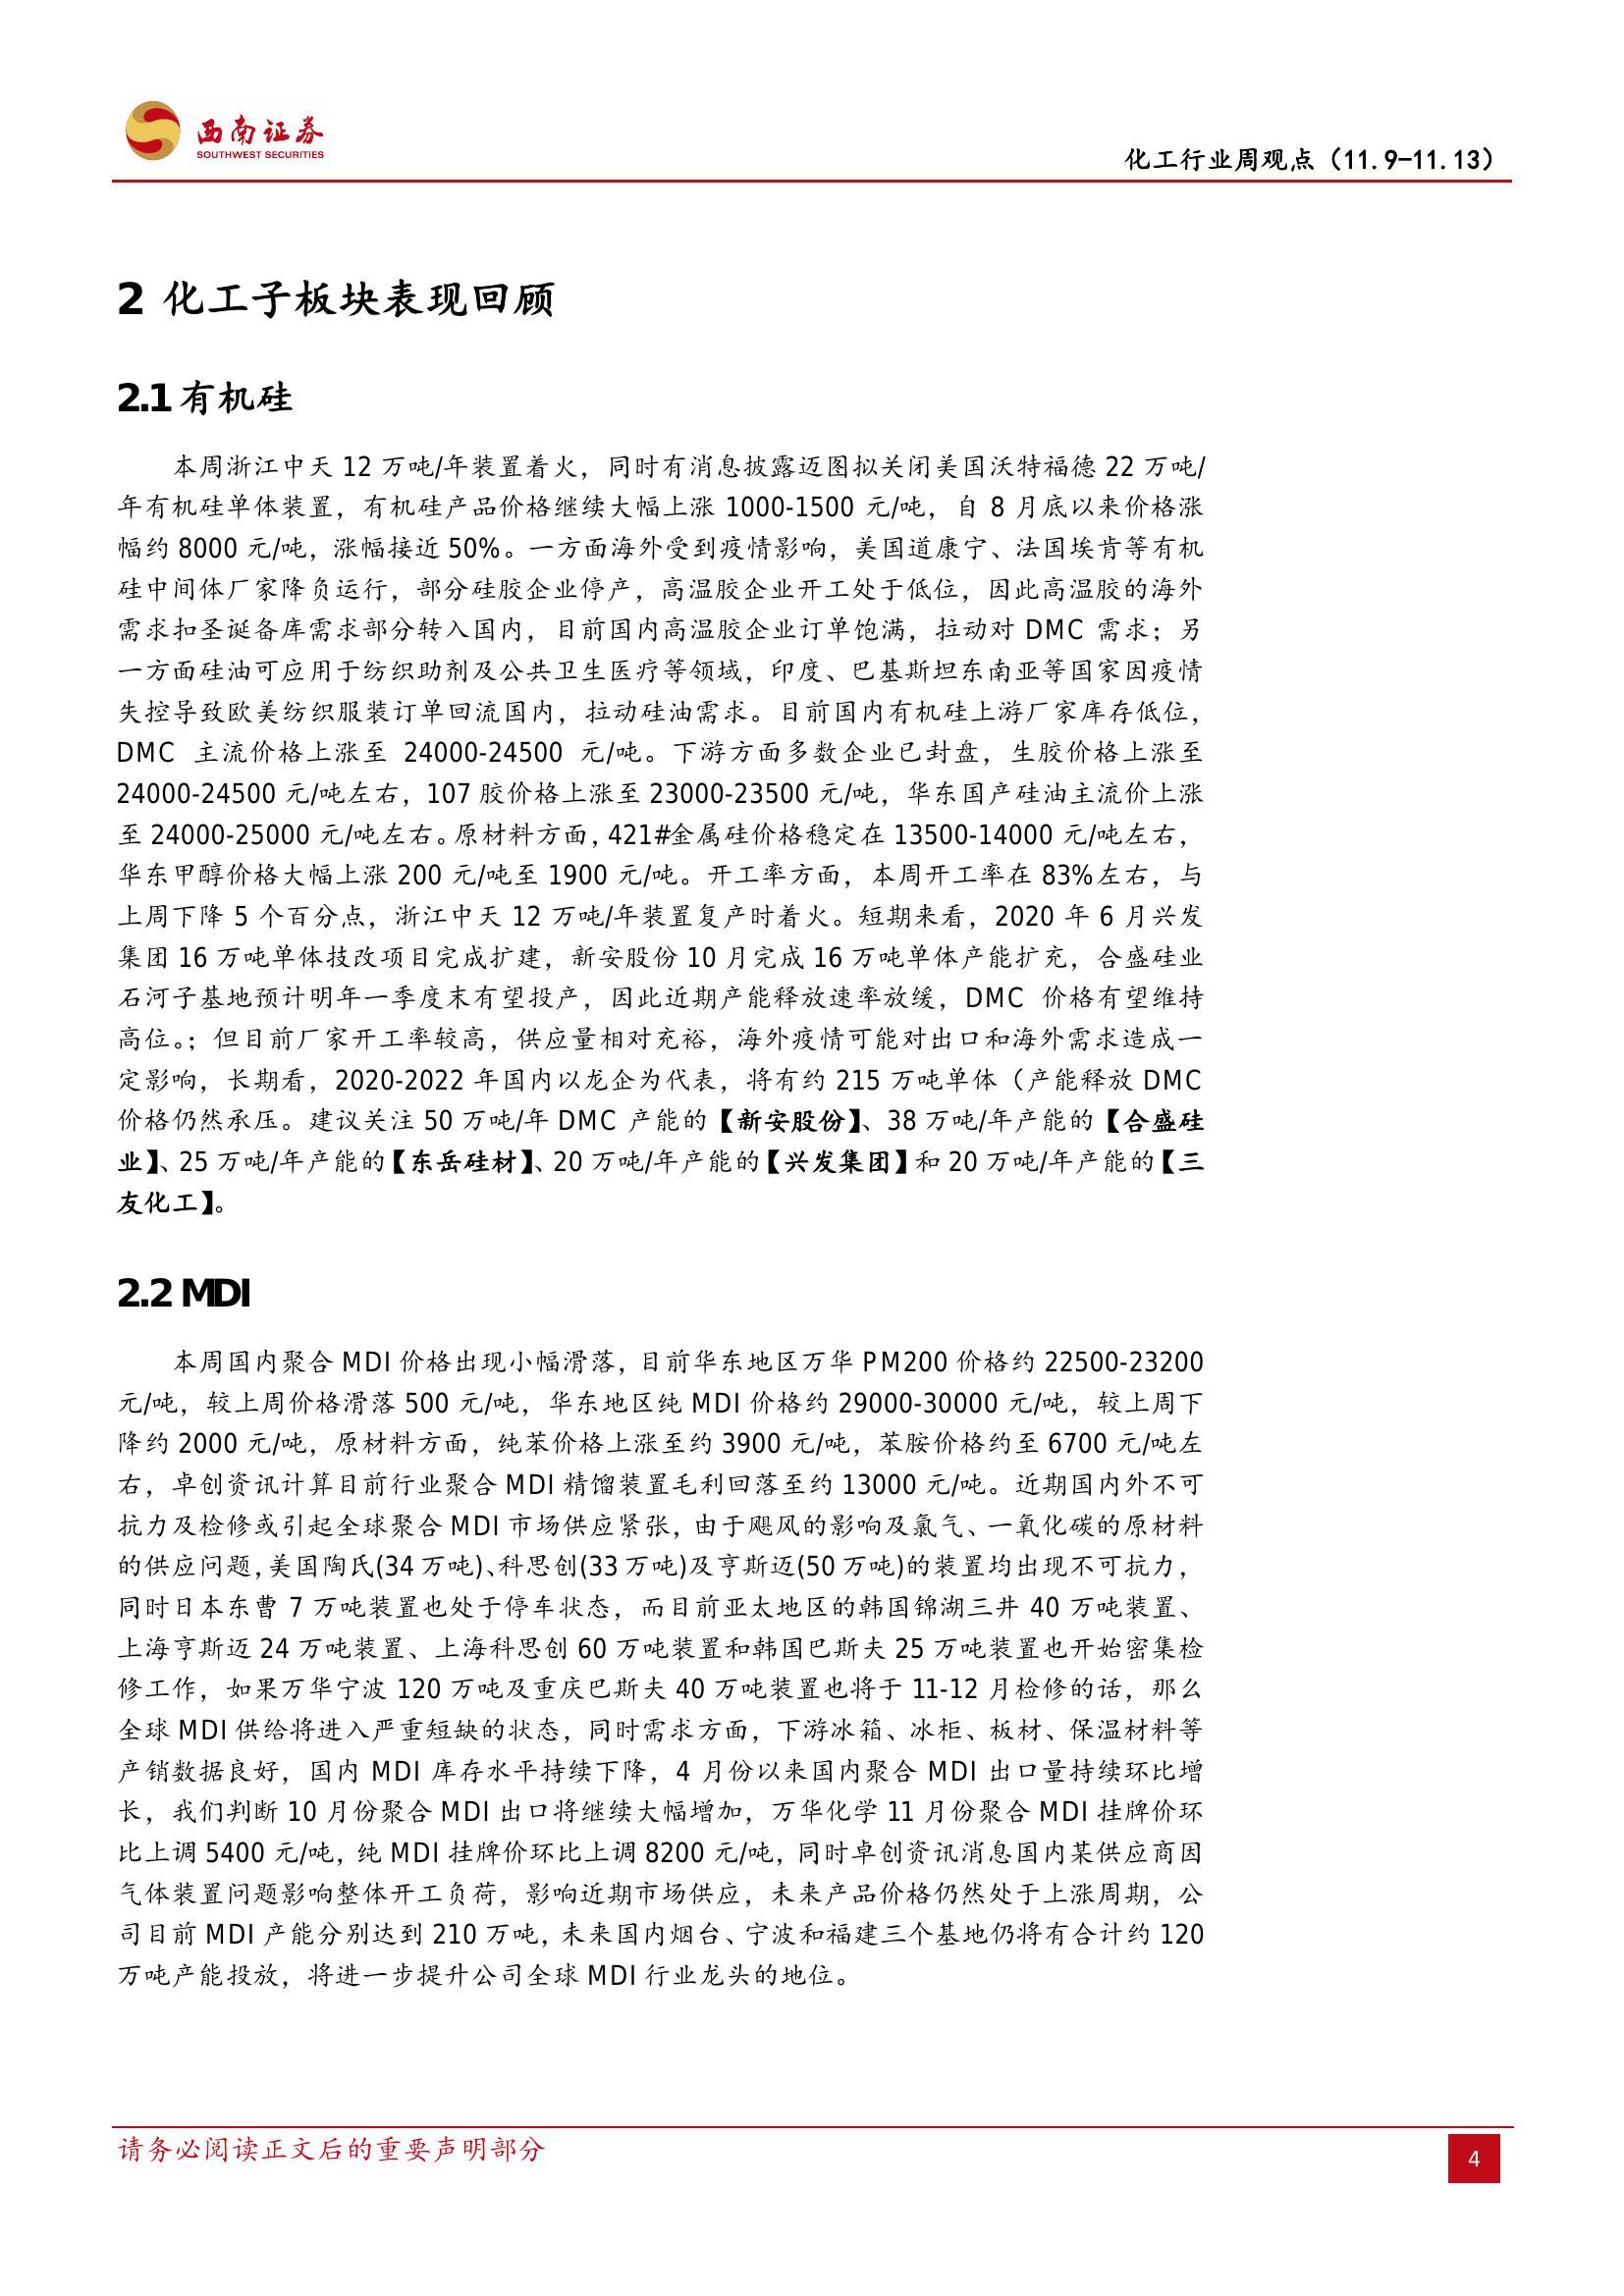 西南证券
SOUTHWEST SECURITIES
化工行业周观点（11.9-11.13）
2 化工子板块表现回顾
2.1 有机硅
本周浙江中天 12 万吨/年装置着火，同时有消息披露迈图拟关闭美国沃特福德 22 万吨/
年有机硅单体装置，有机硅产品价格继续大幅上涨 1000-1500 元/吨，自 8 月底以来价格涨
幅约 8000 元/吨，涨幅接近 50%。一方面海外受到疫情影响，美国道康宁、法国埃肯等有机
硅中间体厂家降负运行，部分硅胶企业停产，高温胶企业开工处于低位，因此高温胶的海外
需求扣圣诞备库需求部分转入国内，目前国内高温胶企业订单饱满，拉动对 DMC 需求；另
一方面硅油可应用于纺织助剂及公共卫生医疗等领域，印度、巴基斯坦东南亚等国家因疫情
失控导致欧美纺织服装订单回流国内，拉动硅油需求。目前国内有机硅上游厂家库存低位，
DMC 主流价格上涨至 24000-24500 元/吨。下游方面多数企业已封盘，生胶价格上涨至
24000-24500 元/吨左右，107 胶价格上涨至 23000-23500 元/吨，华东国产硅油主流价上涨
至 24000-25000 元/吨左右。原材料方面，421#金属硅价格稳定在 13500-14000 元/吨左右，
华东甲醇价格大幅上涨 200 元/吨至 1900 元/吨。开工率方面，本周开工率在 83%左右，与
上周下降 5 个百分点，浙江中天 12 万吨/年装置复产时着火。短期来看，2020 年 6 月兴发
集团 16 万吨单体技改项目完成扩建，新安股份 10 月完成 16 万吨单体产能扩充，合盛硅业
石河子基地预计明年一季度末有望投产，因此近期产能释放速率放缓，DMC 价格有望维持
高位。；但目前厂家开工率较高，供应量相对充裕，海外疫情可能对出口和海外需求造成一
定影响，长期看，2020-2022 年国内以龙企为代表，将有约 215 万吨单体（产能释放 DMC
价格仍然承压。建议关注 50 万吨/年 DMC 产能的【新安股份】、38 万吨/年产能的【合盛硅
业】、25 万吨/年产能的【东岳硅材】、20 万吨/年产能的【兴发集团】和 20 万吨/年产能的【三
友化工】。
2.2 MDI
本周国内聚合 MDI 价格出现小幅滑落，目前华东地区万华 PM200 价格约 22500-23200
元/吨，较上周价格滑落 500 元/吨，华东地区纯 MDI 价格约 29000-30000 元/吨，较上周下
降约 2000 元/吨，原材料方面，纯苯价格上涨至约 3900 元/吨，苯胺价格约至 6700 元/吨左
右，卓创资讯计算目前行业聚合 MDI 精馏装置毛利回落至约 13000 元/吨。近期国内外不可
抗力及检修或引起全球聚合 MDI 市场供应紧张，由于飓风的影响及氯气、一氧化碳的原材料
的供应问题，美国陶氏(34 万吨)、科思创(33 万吨)及亨斯迈(50 万吨)的装置均出现不可抗力，
同时日本东曹 7 万吨装置也处于停车状态，而目前亚太地区的韩国锦湖三井 40 万吨装置、
上海亨斯迈 24 万吨装置、上海科思创 60 万吨装置和韩国巴斯夫 25 万吨装置也开始密集检
修工作，如果万华宁波 120 万吨及重庆巴斯夫 40 万吨装置也将于 11-12 月检修的话，那么
全球 MDI 供给将进入严重短缺的状态，同时需求方面，下游冰箱、冰柜、板材、保温材料等
产销数据良好，国内 MDI 库存水平持续下降，4 月份以来国内聚合 MDI 出口量持续环比增
长，我们判断 10 月份聚合 MDI 出口将继续大幅增加，万华化学 11 月份聚合 MDI 挂牌价环
比上调 5400 元/吨，纯 MDI 挂牌价环比上调 8200 元/吨，同时卓创资讯消息国内某供应商因
气体装置问题影响整体开工负荷，影响近期市场供应，未来产品价格仍然处于上涨周期，公
司目前 MDI 产能分别达到 210 万吨，未来国内烟台、宁波和福建三个基地仍将有合计约 120
万吨产能投放，将进一步提升公司全球 MDI 行业龙头的地位。
请务必阅读正文后的重要声明部分
4